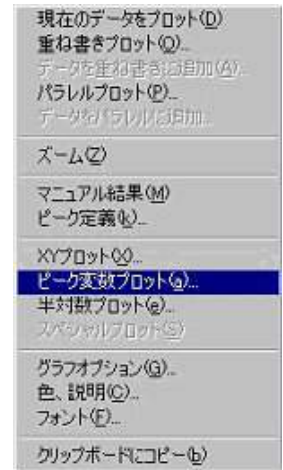 現在のデータをプロット(D)
重ね書きプロット(O)...
データを重ね書きに追加(A)...
パラレルプロット(P)...
データをパラレルに追加...
ズーム(Z)
マニュアル結果(M)
ピーク定義(k)...
XYプロット(X)...
ピーク変数プロット(a)...
半対数プロット(e)...
スペシャルプロット(S)
グラフオプション(G)...
色、説明(C)...
フォント(F)...
クリップボードにコピー(b)